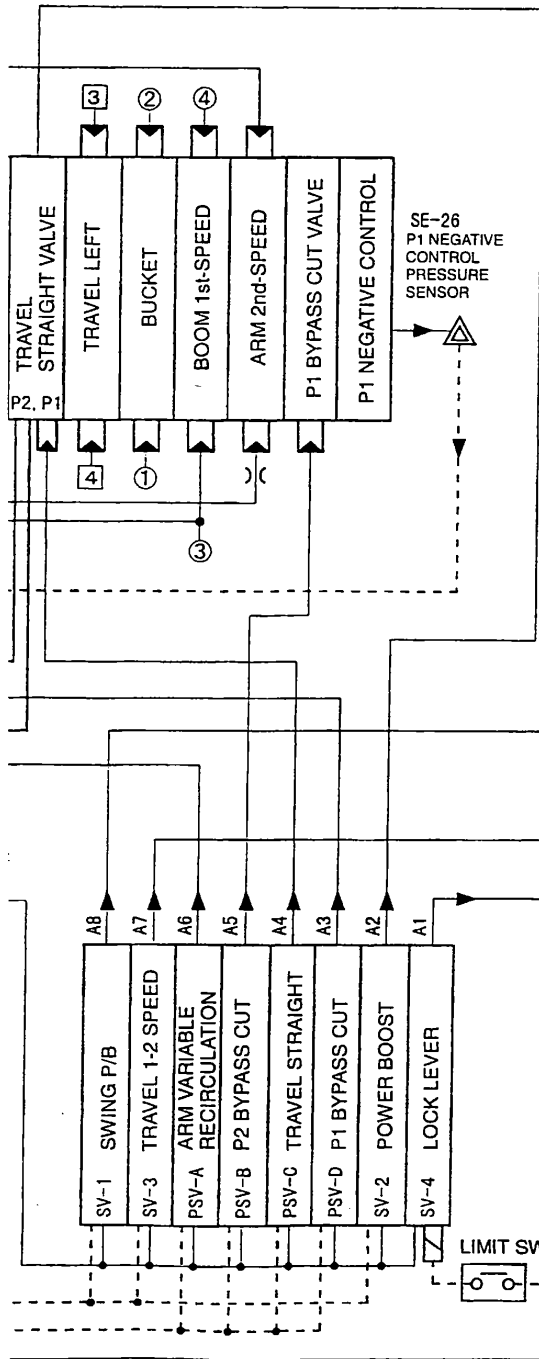 3
②
④
TRAVEL
STRAIGHT VALVE
TRAVEL LEFT
BUCKET
BOOM 1st-SPEED
ARM 2nd-SPEED
P1 BYPASS CUT VALVE
P1 NEGATIVE CONTROL
P2, P1
SE-26
P1 NEGATIVE
CONTROL
PRESSURE
SENSOR
4
①
③
A8
A7
A6
A5
A4
A3
A2
A1
SWING P/B
TRAVEL 1-2 SPEED
ARM VARIABLE
RECIRCULATION
P2 BYPASS CUT
TRAVEL STRAIGHT
P1 BYPASS CUT
POWER BOOST
LOCK LEVER
SV-1
SV-3
PSV-A
PSV-B
PSV-C
PSV-D
SV-2
SV-4
LIMIT SW